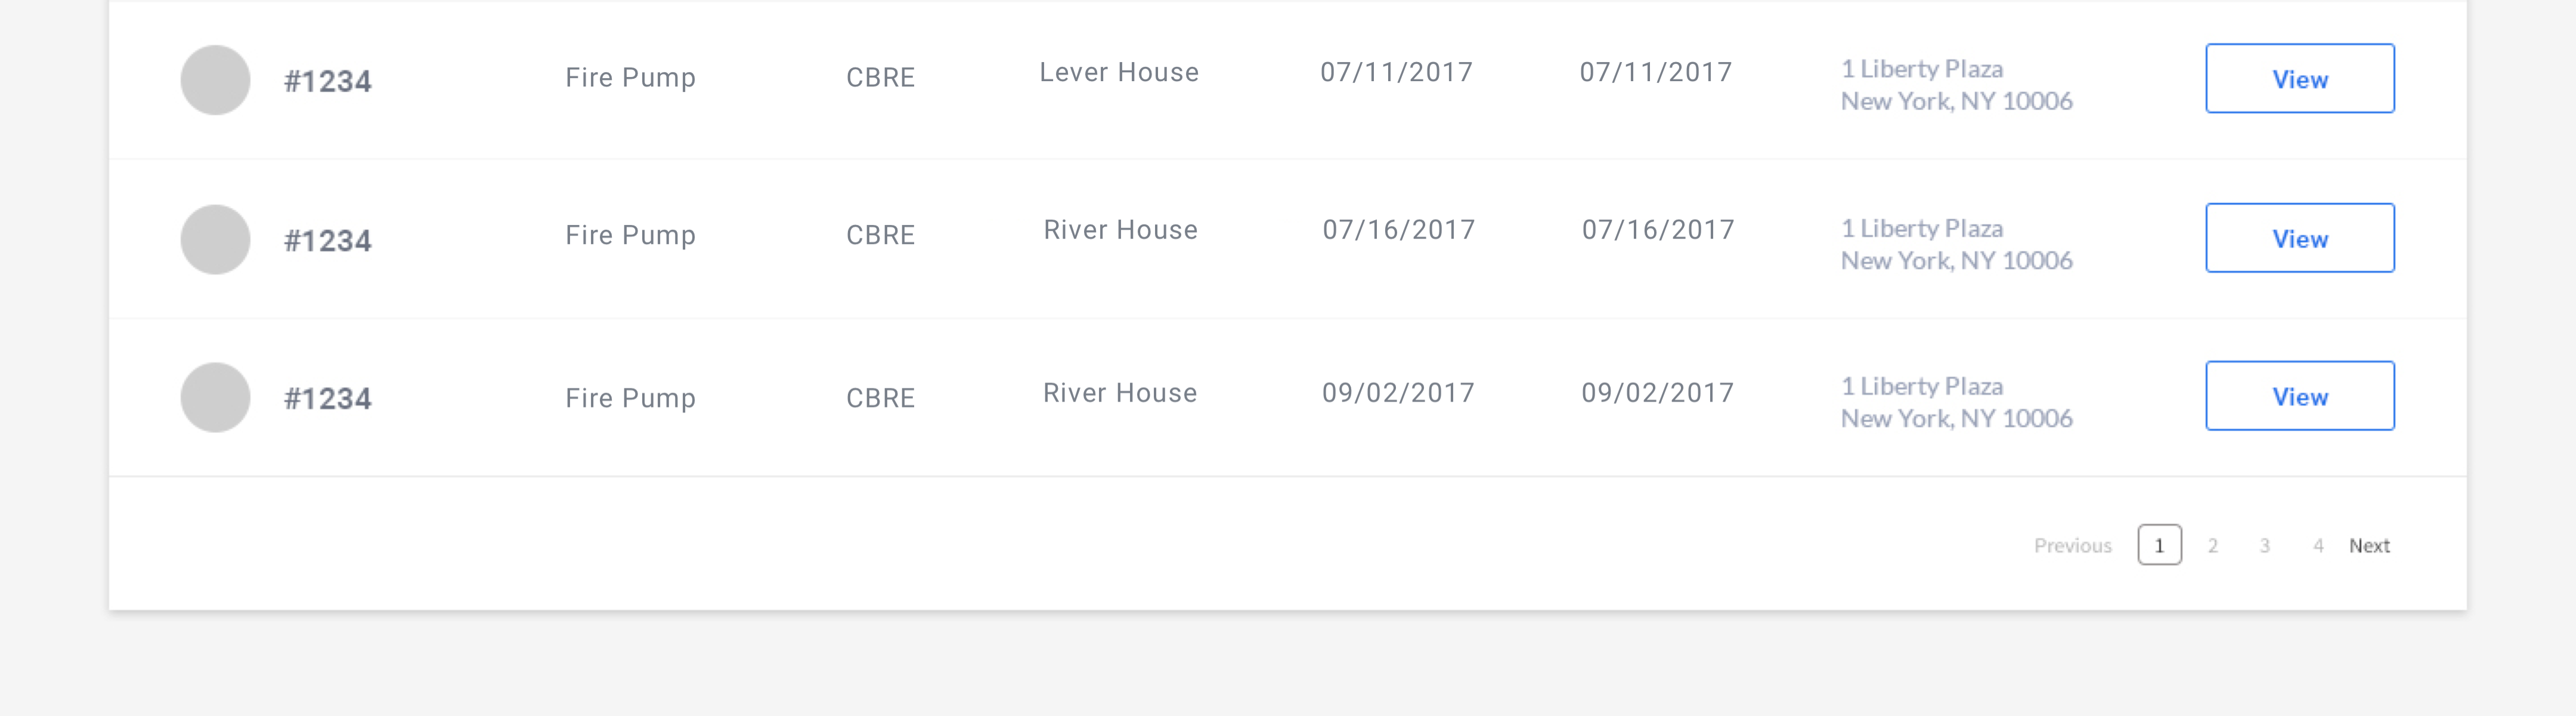 #1234 Fire Pump CBRE Lever House 07/11/2017 07/11/2017 1 Liberty Plaza View
New York, NY 10006
#1234 Fire Pump CBRE River House 07/16/2017 07/16/2017 1 Liberty Plaza View
New York, NY 10006
#1234 Fire Pump CBRE River House 09/02/2017 09/02/2017 1 Liberty Plaza View
New York, NY 10006
Previous 1 2 3 4 Next